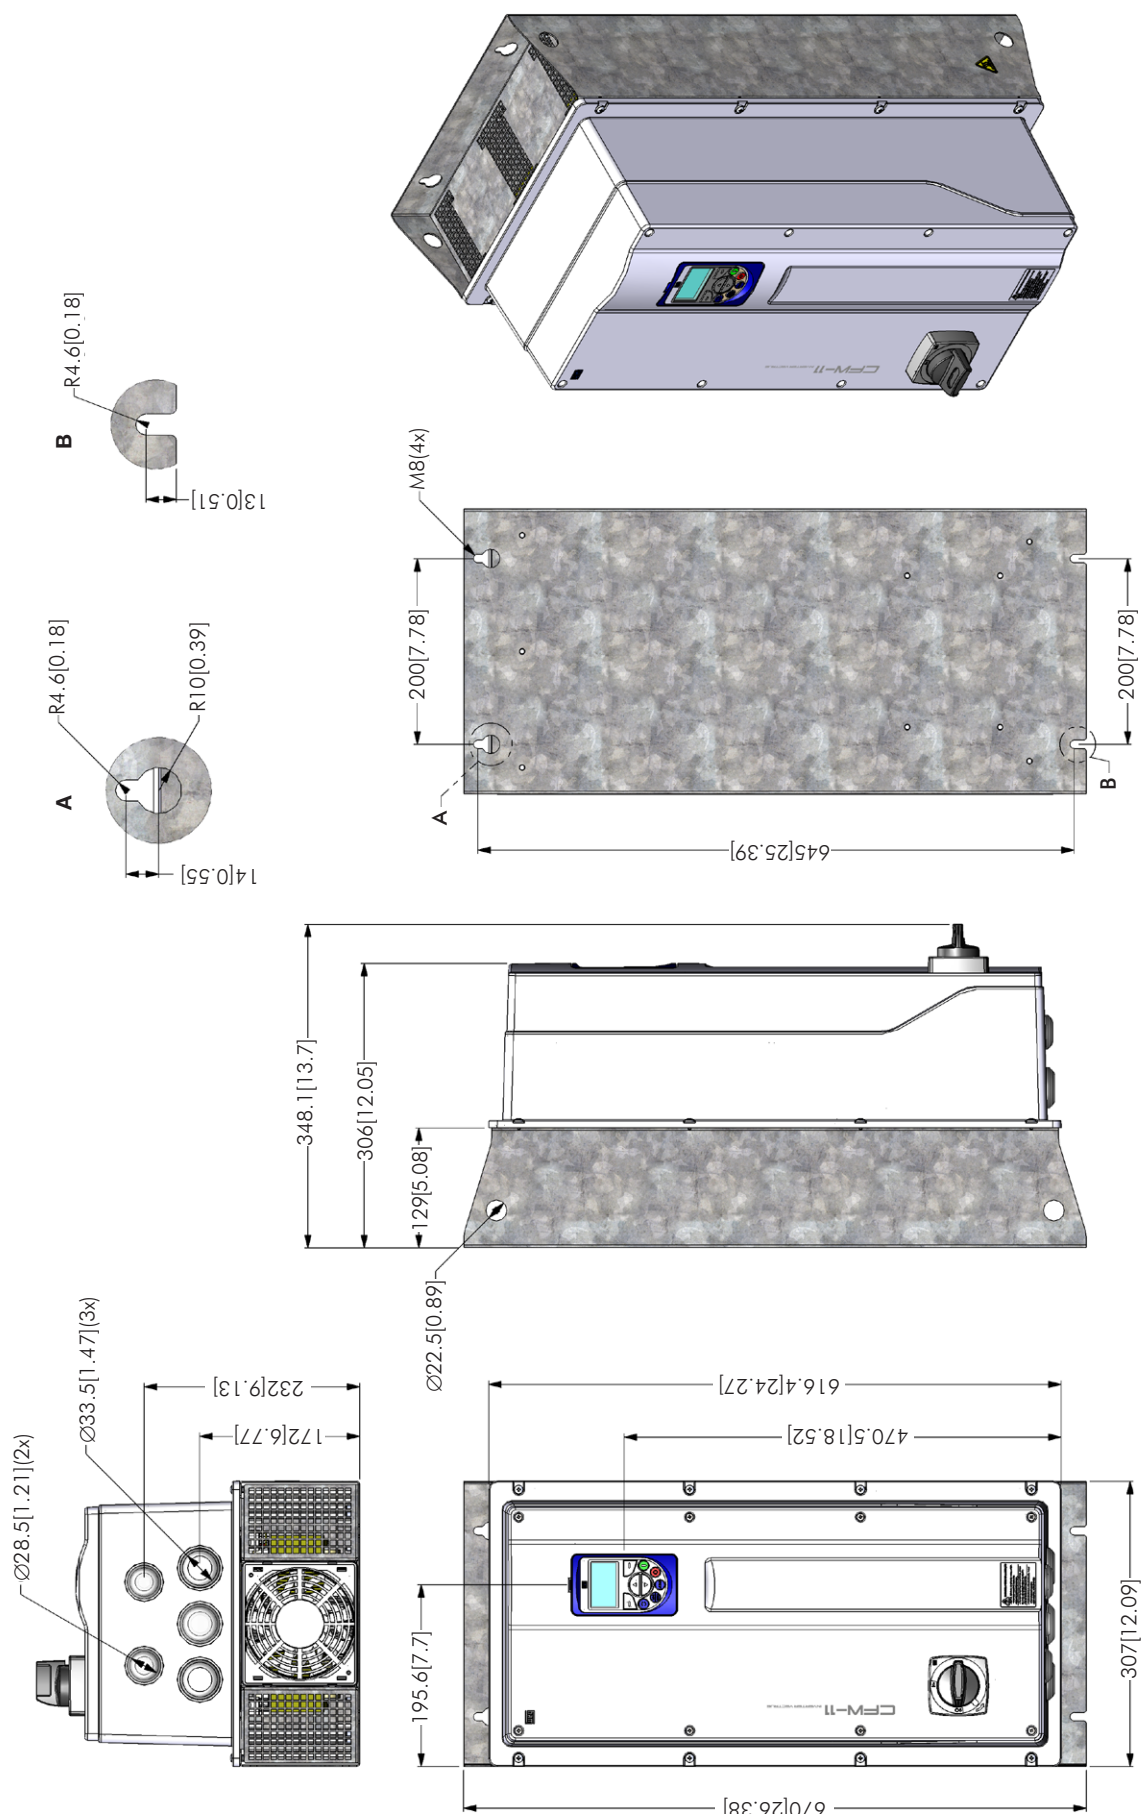 R4.6[0.18]
B
13[0.51]
R4.6[0.18]
R10[0.39]
A
14[0.55]
M8(4x)
200[7.78]
200[7.78]
A
B
645[25.39]
CFW-11
348.1[13.7]
306[12.05]
129[5.08]
Ø22.5[0.89]
Ø33.5[1.47](3x)
Ø28.5[1.21](2x)
232[9.13]
172[6.77]
616.4[24.27]
470.5[18.52]
195.6[7.7]
CFW-11
307[12.09]
670[26.38]